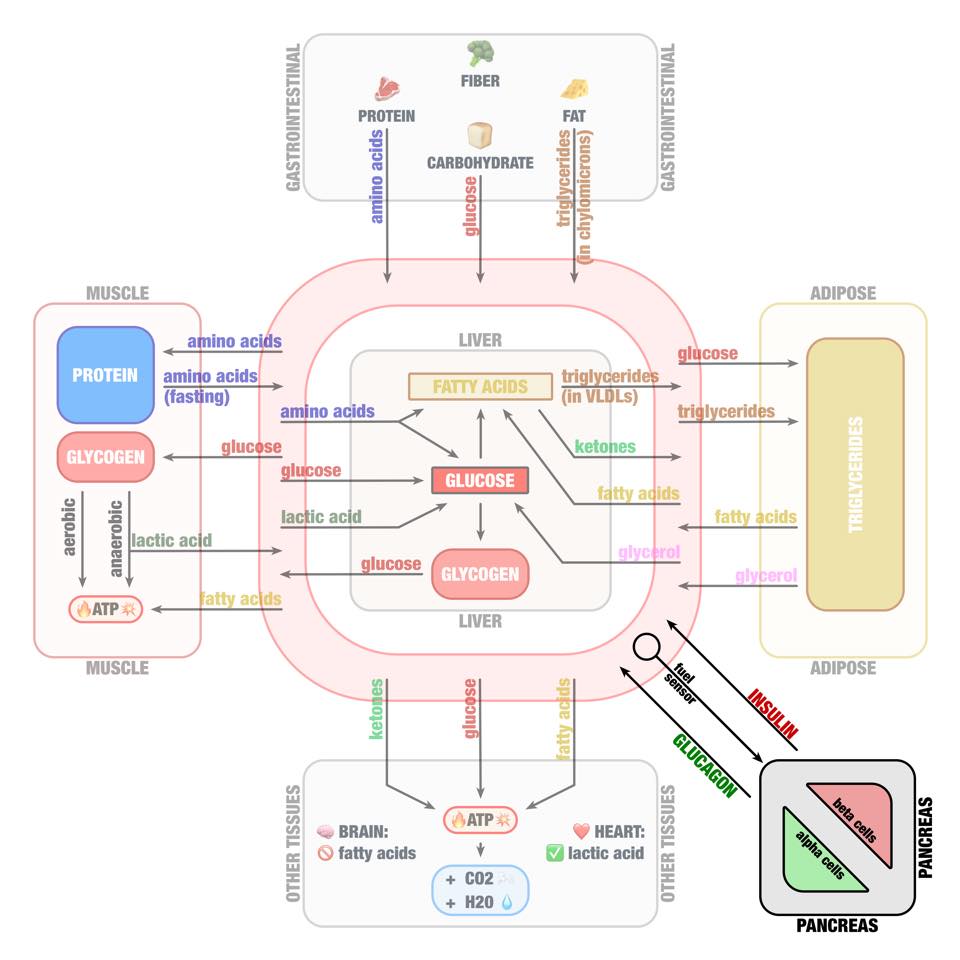 GASTROINTESTINAL
FIBER
PROTEIN
FAT
CARBOHYDRATE
GASTROINTESTINAL
amino acids
glucose
triglycerides
(in chylomicrons)
MUSCLE
PROTEIN
GLYCOGEN
aerobic
anaerobic
ATP
MUSCLE
amino acids
amino acids
(fasting)
glucose
lactic acid
fatty acids
LIVER
FATTY ACIDS
triglycerides
(in VLDLs)
amino acids
ketones
glucose
GLUCOSE
fatty acids
lactic acid
glycerol
glucose
GLYCOGEN
LIVER
ADIPOSE
glucose
triglycerides
TRIGLYCERIDES
fatty acids
glycerol
ADIPOSE
fuel
sensor
INSULIN
GLUCAGON
beta cells
alpha cells
PANCREAS
PANCREAS
ketones
glucose
fatty acids
OTHER TISSUES
ATP
BRAIN:
fatty acids
HEART:
lactic acid
+ CO2
+ H2O
OTHER TISSUES